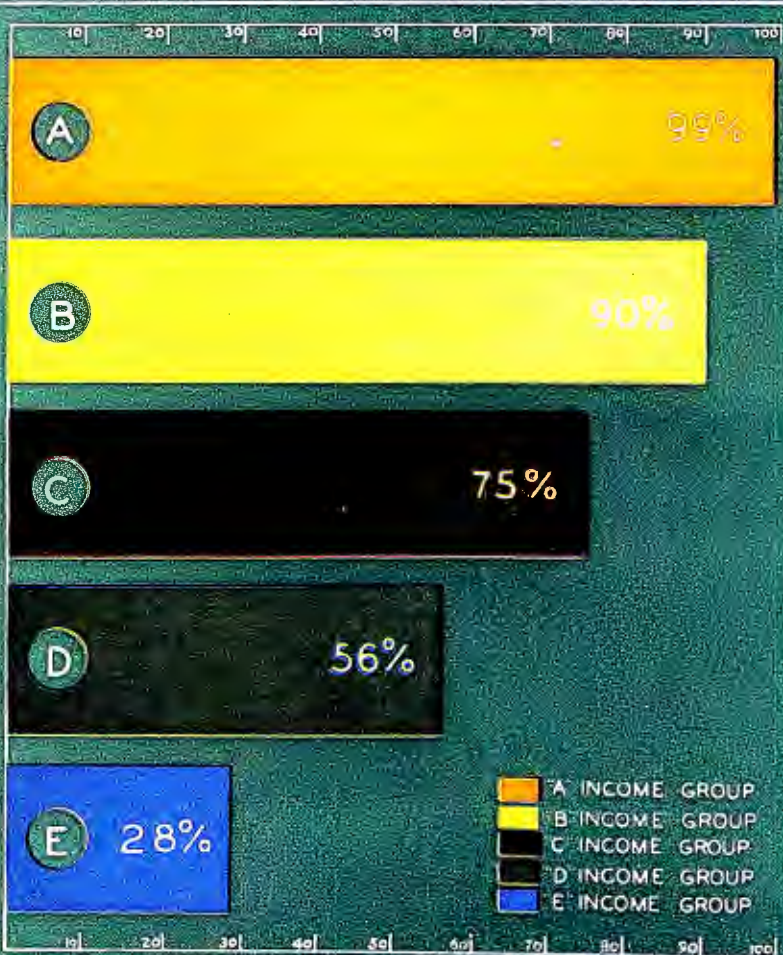 10 20 30 40 50 60 70 80 90 100
A 99%
B 90%
C 75%
D 56%
E 28%
A INCOME GROUP
B INCOME GROUP
C INCOME GROUP
D INCOME GROUP
E INCOME GROUP
10 20 30 40 50 60 70 80 90 100